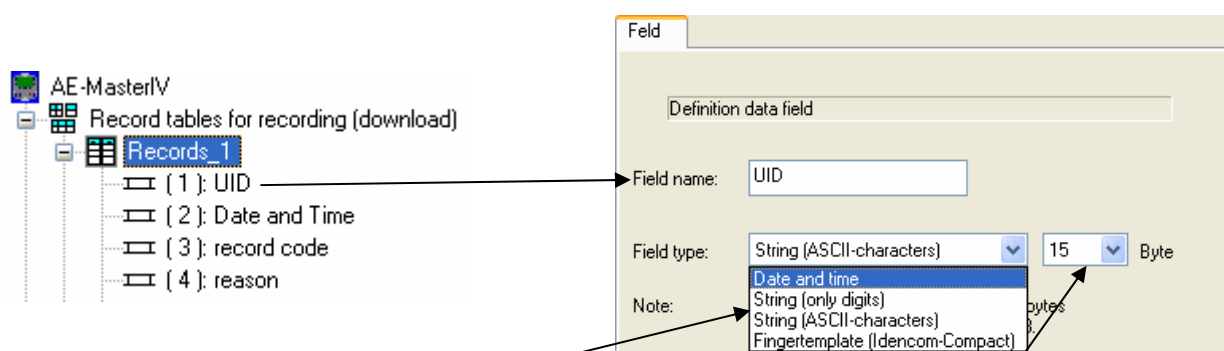 AE-MasterIV
Record tables for recording (download)
Records_1
( 1 ): UID
( 2 ): Date and Time
( 3 ): record code
( 4 ): reason
Feld
Definition data field
Field name: UID
Field type: String (ASCII-characters) 15 Byte
Date and time
Note: String (only digits) bytes
String (ASCII-characters)
Fingertemplate (Idencom-Compact)